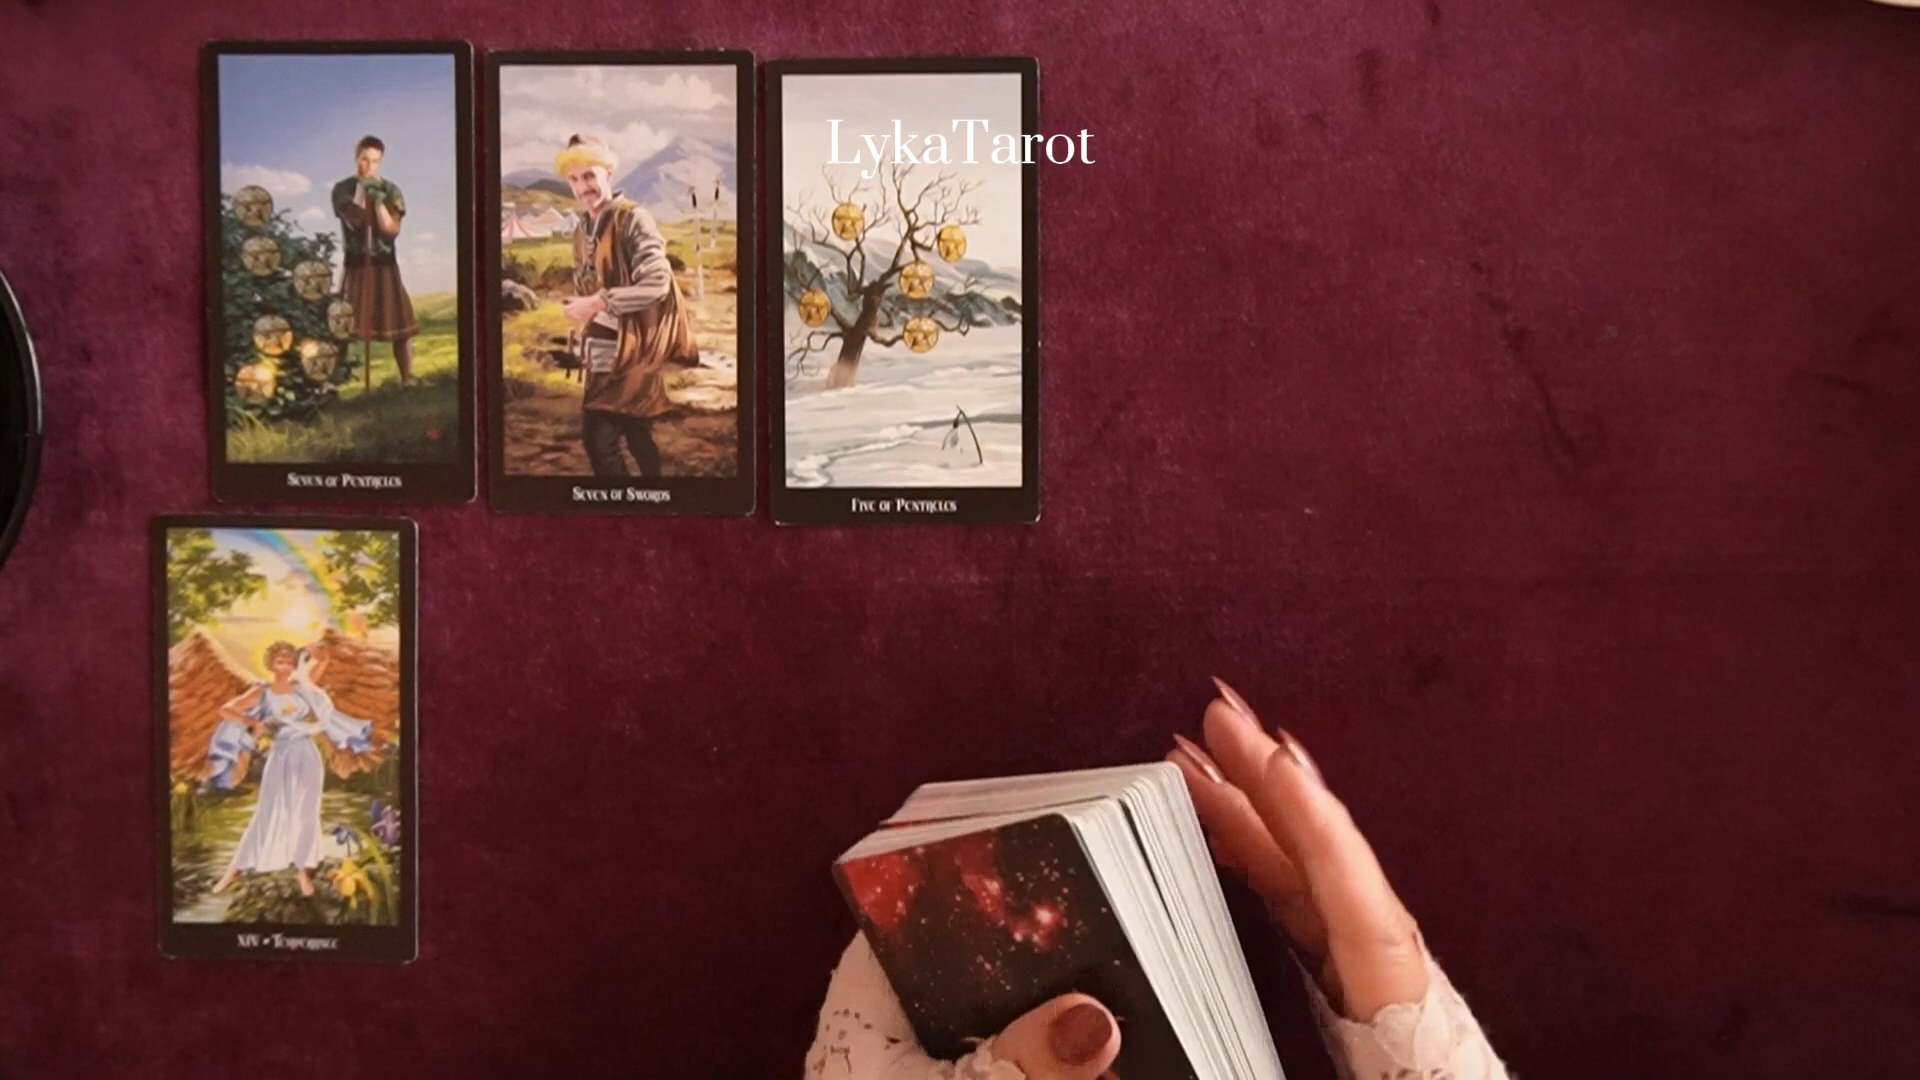 LykaTarot
Seven of Pentacles
Seven of Swords
Five of Pentacles
XIV • Temperance